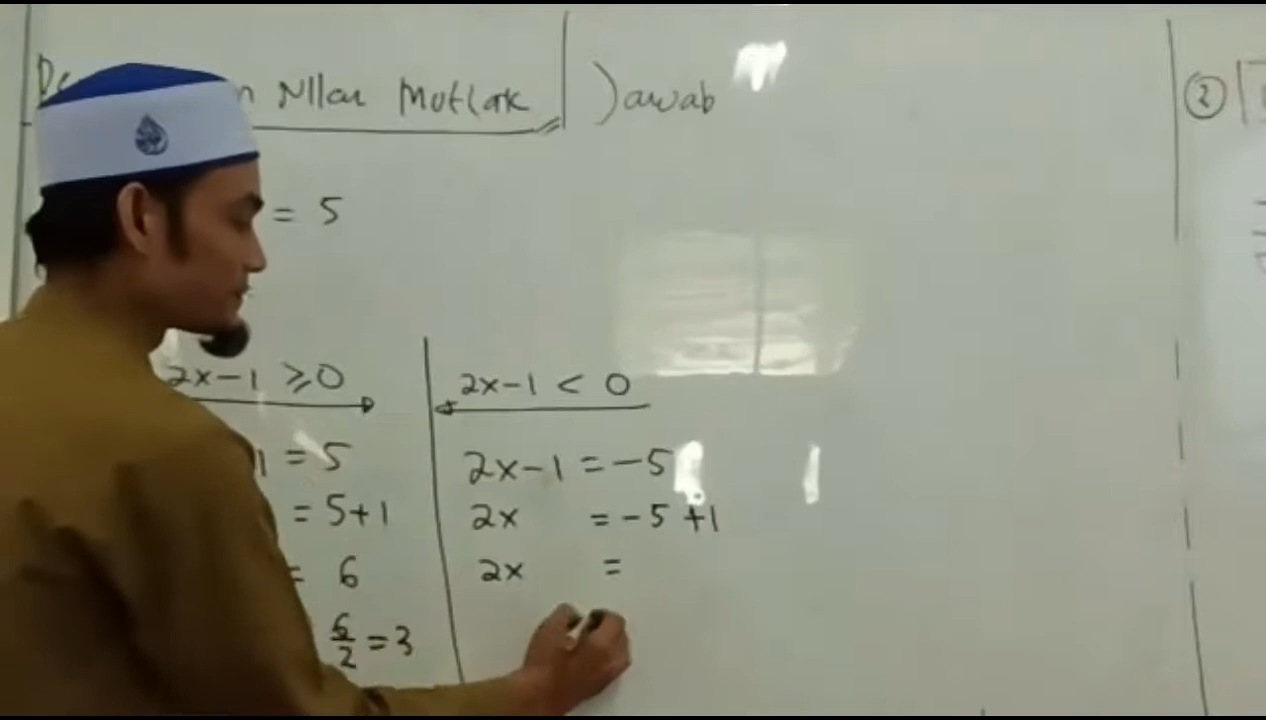 Nilai Mutlak
Jawab
②
= 5
2x-1 ≥0
1 = 5
= 5+1
= 6
6/2 = 3
2x-1 < 0
2x-1 = -5
2x = -5 +1
2x =